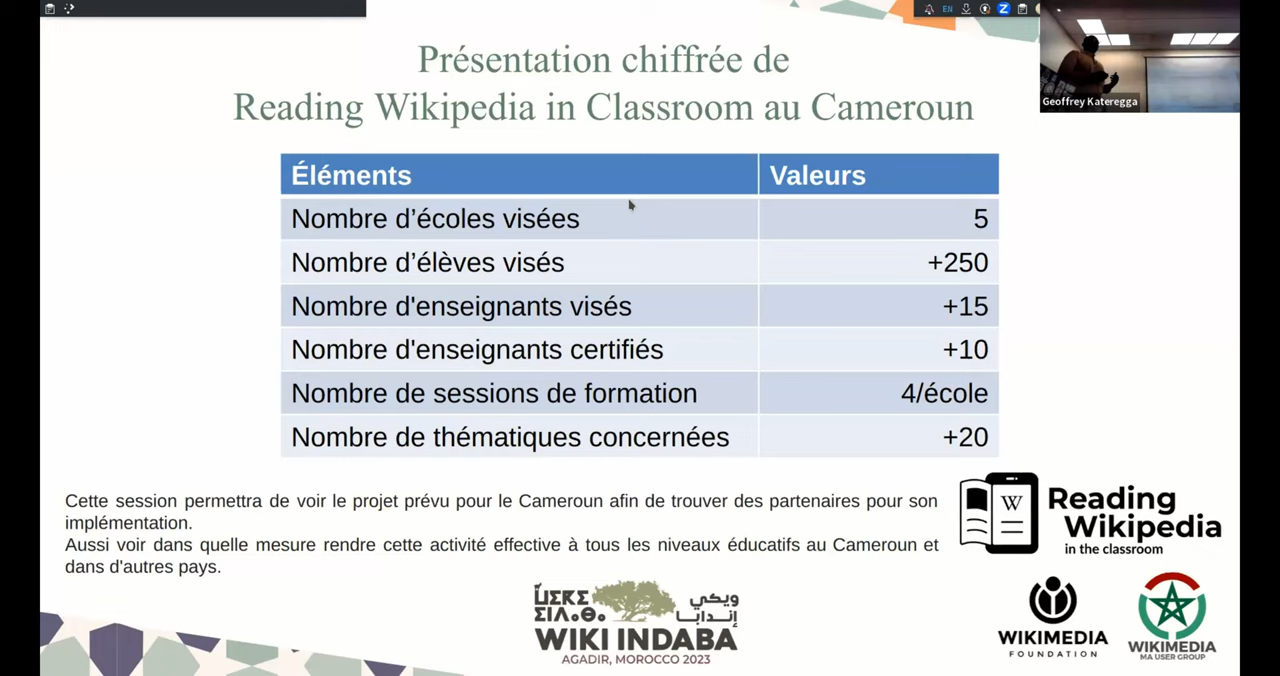 EN
Z
Présentation chiffrée de
Reading Wikipedia in Classroom au Cameroun
Geoffrey Kateregga
Éléments Valeurs
Nombre d’écoles visées 5
Nombre d’élèves visés +250
Nombre d'enseignants visés +15
Nombre d'enseignants certifiés +10
Nombre de sessions de formation 4/école
Nombre de thématiques concernées +20
Cette session permettra de voir le projet prévu pour le Cameroun afin de trouver des partenaires pour son
implémentation.
Aussi voir dans quelle mesure rendre cette activité effective à tous les niveaux éducatifs au Cameroun et
dans d'autres pays.
W
Reading
Wikipedia
in the classroom
ⵡⵉⴽⵉ ويكي
ⵉⵏⴷⴰⴱⴰ إندابا
WIKI INDABA
AGADIR, MOROCCO 2023
WIKIMEDIA
FOUNDATION
WIKIMEDIA
MA USER GROUP